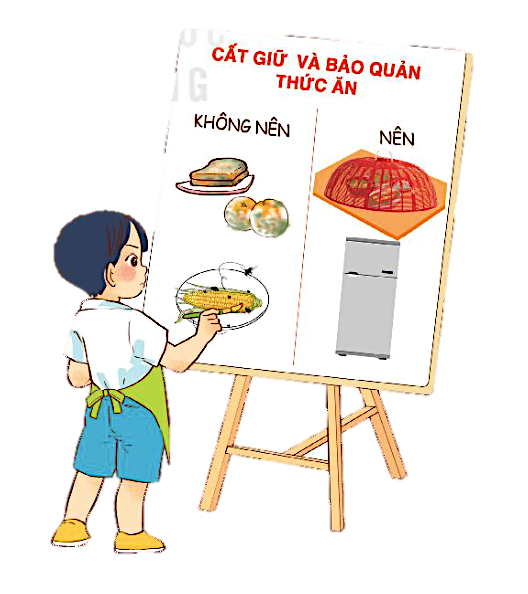 CẤT GIỮ VÀ BẢO QUẢN
THỨC ĂN
KHÔNG NÊN
NÊN